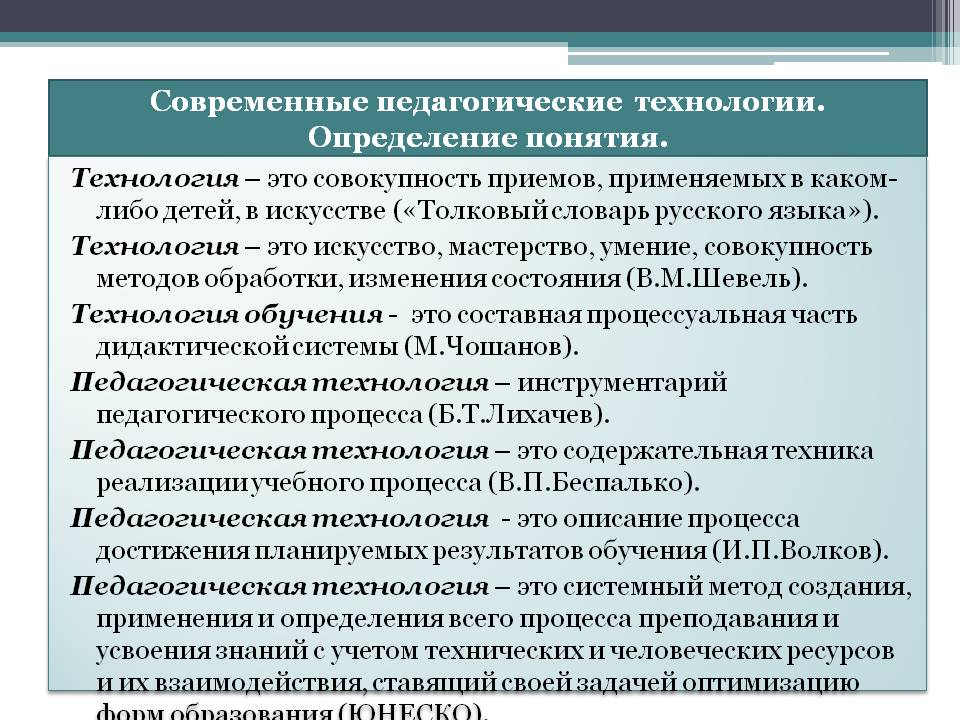 Современные педагогические технологии.
Определение понятия.
Технология – это совокупность приемов, применяемых в каком-
либо детей, в искусстве («Толковый словарь русского языка»).
Технология – это искусство, мастерство, умение, совокупность
методов обработки, изменения состояния (В.М.Шевель).
Технология обучения - это составная процессуальная часть
дидактической системы (М.Чошанов).
Педагогическая технология – инструментарий
педагогического процесса (Б.Т.Лихачев).
Педагогическая технология – это содержательная техника
реализации учебного процесса (В.П.Беспалько).
Педагогическая технология - это описание процесса
достижения планируемых результатов обучения (И.П.Волков).
Педагогическая технология – это системный метод создания,
применения и определения всего процесса преподавания и
усвоения знаний с учетом технических и человеческих ресурсов
и их взаимодействия, ставящий своей задачей оптимизацию
форм образования (ЮНЕСКО).